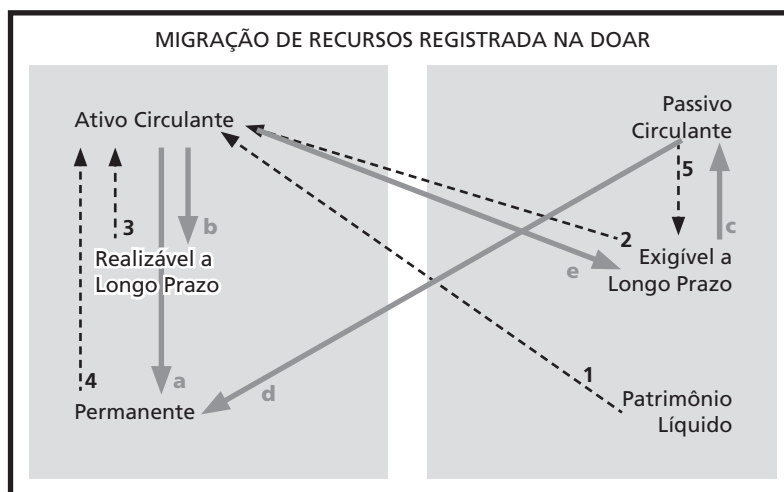 MIGRAÇÃO DE RECURSOS REGISTRADA NA DOAR
Ativo Circulante
3
b
Realizável a
Longo Prazo
4
a
Permanente
Passivo
Circulante
5
c
2
Exigível a
Longo Prazo
e
d
1
Patrimônio
Líquido